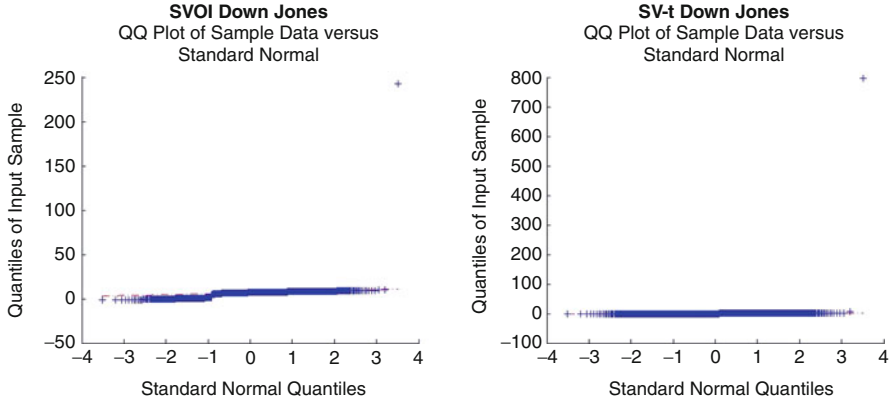 SVOI Down Jones
QQ Plot of Sample Data versus
Standard Normal
250
200
150
100
50
0
−50
−4 −3 −2 −1 0 1 2 3 4
Quantiles of Input Sample
Standard Normal Quantiles
SV-t Down Jones
QQ Plot of Sample Data versus
Standard Normal
800
700
600
500
400
300
200
100
0
−100
−4 −3 −2 −1 0 1 2 3 4
Quantiles of Input Sample
Standard Normal Quantiles